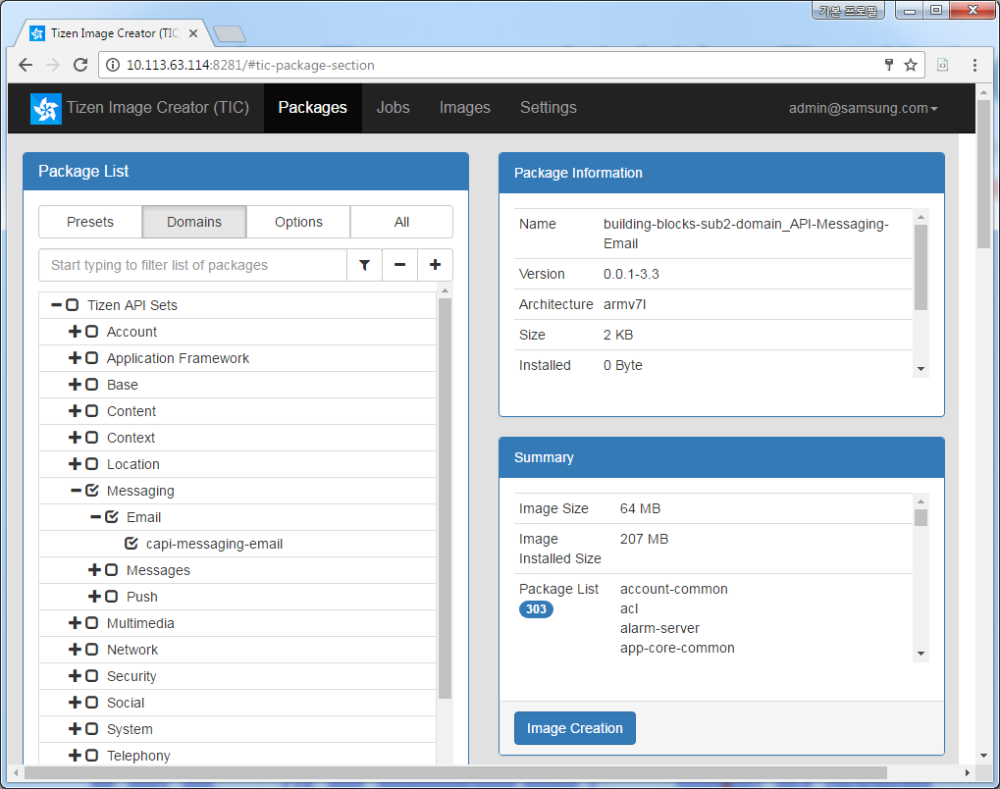 기본 프로필
Tizen Image Creator (TIC
10.113.63.114:8281/#tic-package-section
Tizen Image Creator (TIC)
Packages
Jobs
Images
Settings
admin@samsung.com
Package List
Presets
Domains
Options
All
Start typing to filter list of packages
Tizen API Sets
Account
Application Framework
Base
Content
Context
Location
Messaging
Email
capi-messaging-email
Messages
Push
Multimedia
Network
Security
Social
System
Telephony
Package Information
Name building-blocks-sub2-domain_API-Messaging-
Email
Version 0.0.1-3.3
Architecture armv7l
Size 2 KB
Installed 0 Byte
Summary
Image Size 64 MB
Image 207 MB
Installed Size
Package List account-common
303 acl
alarm-server
app-core-common
Image Creation